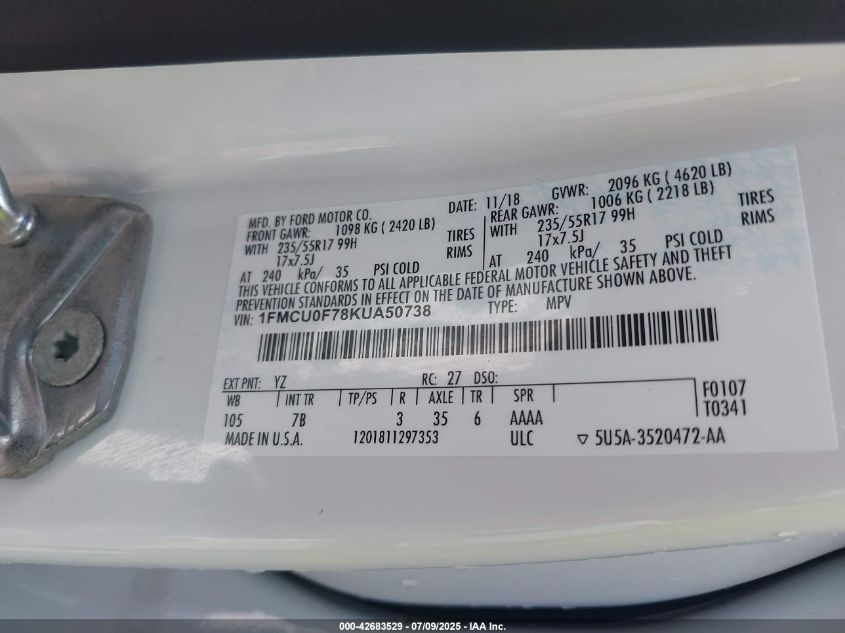 MFD. BY FORD MOTOR CO. DATE: 11/18 GVWR: 2096 KG ( 4620 LB)
FRONT GAWR: 1098 KG ( 2420 LB) REAR GAWR: 1006 KG ( 2218 LB)
WITH 235/55R17 99H TIRES WITH 235/55R17 99H TIRES
17x7.5J RIMS 17x7.5J RIMS
AT 240 kPa/ 35 PSI COLD AT 240 kPa/ 35 PSI COLD
THIS VEHICLE CONFORMS TO ALL APPLICABLE FEDERAL MOTOR VEHICLE SAFETY AND THEFT
PREVENTION STANDARDS IN EFFECT ON THE DATE OF MANUFACTURE SHOWN ABOVE.
VIN: 1FMCU0F78KUA50738 TYPE: MPV
EXT PNT: YZ RC: 27 DSO:
WB INT TR TP/PS R AXLE TR SPR F0107
105 7B 3 35 6 AAAA T0341
MADE IN U.S.A. 1201811297353 ULC ▽ 5U5A-3520472-AA
000-42683529 - 07/09/2025 - IAA Inc.